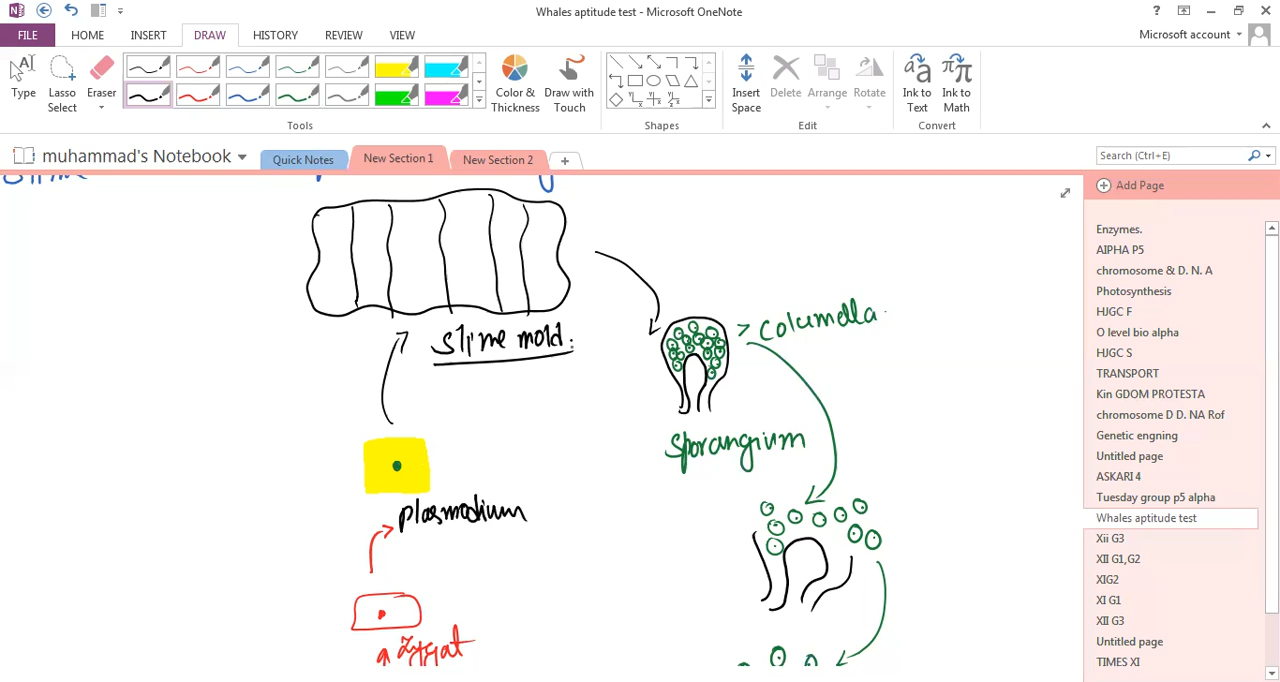 Whales aptitude test - Microsoft OneNote
FILE HOME INSERT DRAW HISTORY REVIEW VIEW
Microsoft account
Type
Lasso Select
Eraser
Color & Thickness
Draw with Touch
Insert Space
Delete
Arrange
Rotate
Ink to Text
Ink to Math
Tools
Shapes
Edit
Convert
muhammad's Notebook
Quick Notes
New Section 1
New Section 2
Search (Ctrl+E)
Add Page
Enzymes.
AlPHA P5
chromosome & D. N. A
Photosynthesis
HJGC F
O level bio alpha
HJGC S
TRANSPORT
Kin GDOM PROTESTA
chromosome D D. NA Rof
Genetic engning
Untitled page
ASKARI 4
Tuesday group p5 alpha
Whales aptitude test
Xii G3
XII G1,G2
XIG2
XI G1
XII G3
Untitled page
TIMES XI
slime mold.
columella
sporangium
plasmodium